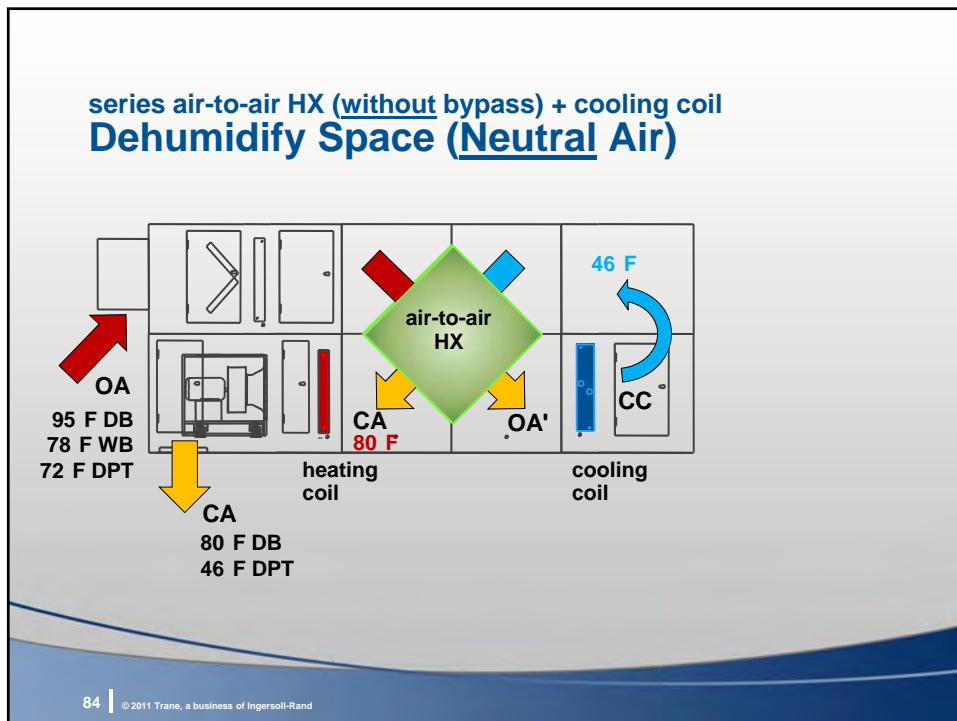 series air-to-air HX (without bypass) + cooling coil
Dehumidify Space (Neutral Air)
46 F
air-to-air
HX
OA
95 F DB
78 F WB
72 F DPT
CA
80 F
OA'
CC
heating
coil
cooling
coil
CA
80 F DB
46 F DPT
84 © 2011 Trane, a business of Ingersoll-Rand